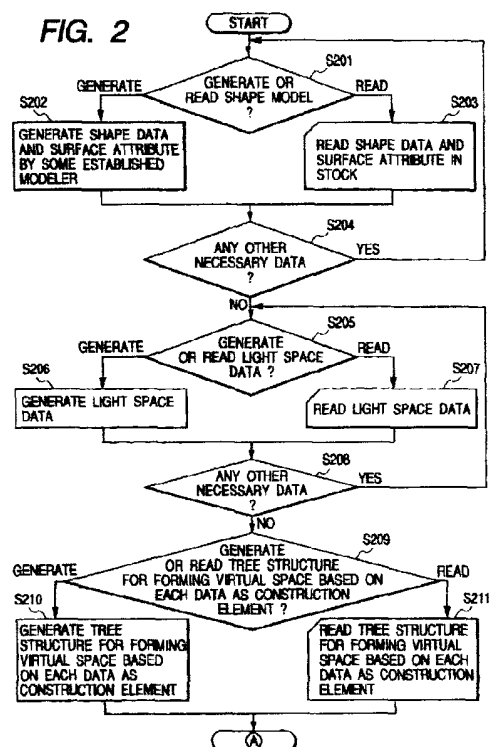 FIG. 2
START
S201
GENERATE OR
READ SHAPE MODEL
?
GENERATE
READ
S202
GENERATE SHAPE DATA
AND SURFACE ATTRIBUTE
BY SOME ESTABLISHED
MODELER
S203
READ SHAPE DATA AND
SURFACE ATTRIBUTE IN
STOCK
S204
ANY OTHER
NECESSARY DATA
?
YES
NO
S205
GENERATE
OR READ LIGHT SPACE
DATA ?
GENERATE
READ
S206
GENERATE LIGHT SPACE
DATA
S207
READ LIGHT SPACE DATA
S208
ANY OTHER
NECESSARY DATA
?
YES
NO
S209
GENERATE
OR READ TREE STRUCTURE
FOR FORMING VIRTUAL SPACE BASED ON
EACH DATA AS CONSTRUCTION
ELEMENT ?
GENERATE
READ
S210
GENERATE TREE
STRUCTURE FOR FORMING
VIRTUAL SPACE BASED
ON EACH DATA AS
CONSTRUCTION ELEMENT
S211
READ TREE STRUCTURE
FOR FORMING VIRTUAL
SPACE BASED ON EACH
DATA AS CONSTRUCTION
ELEMENT
A